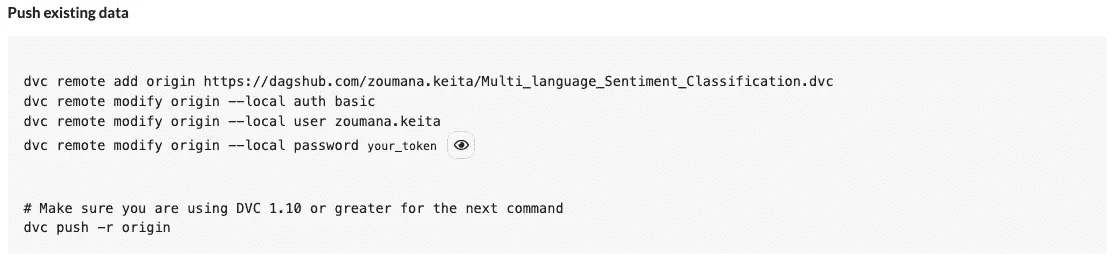 Push existing data
dvc remote add origin https://dagshub.com/zoumana.keita/Multi_language_Sentiment_Classification.dvc
dvc remote modify origin --local auth basic
dvc remote modify origin --local user zoumana.keita
dvc remote modify origin --local password your_token
# Make sure you are using DVC 1.10 or greater for the next command
dvc push -r origin